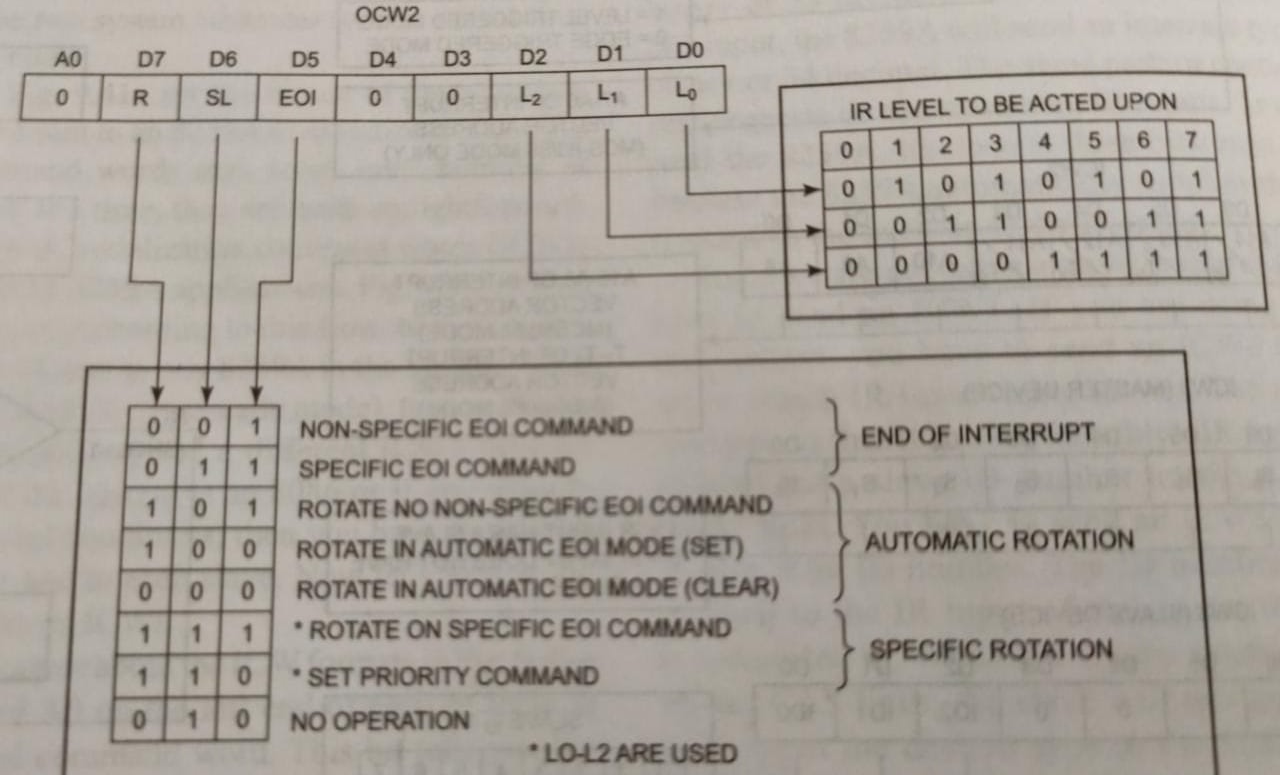 OCW2
A0 D7 D6 D5 D4 D3 D2 D1 D0
0 R SL EOI 0 0 L2 L1 L0
IR LEVEL TO BE ACTED UPON
0 1 2 3 4 5 6 7
0 1 0 1 0 1 0 1
0 0 1 1 0 0 1 1
0 0 0 0 1 1 1 1
0 0 1 NON-SPECIFIC EOI COMMAND
0 1 1 SPECIFIC EOI COMMAND
END OF INTERRUPT
1 0 1 ROTATE NO NON-SPECIFIC EOI COMMAND
1 0 0 ROTATE IN AUTOMATIC EOI MODE (SET)
0 0 0 ROTATE IN AUTOMATIC EOI MODE (CLEAR)
AUTOMATIC ROTATION
1 1 1 * ROTATE ON SPECIFIC EOI COMMAND
1 1 0 * SET PRIORITY COMMAND
SPECIFIC ROTATION
0 1 0 NO OPERATION
* LO-L2 ARE USED